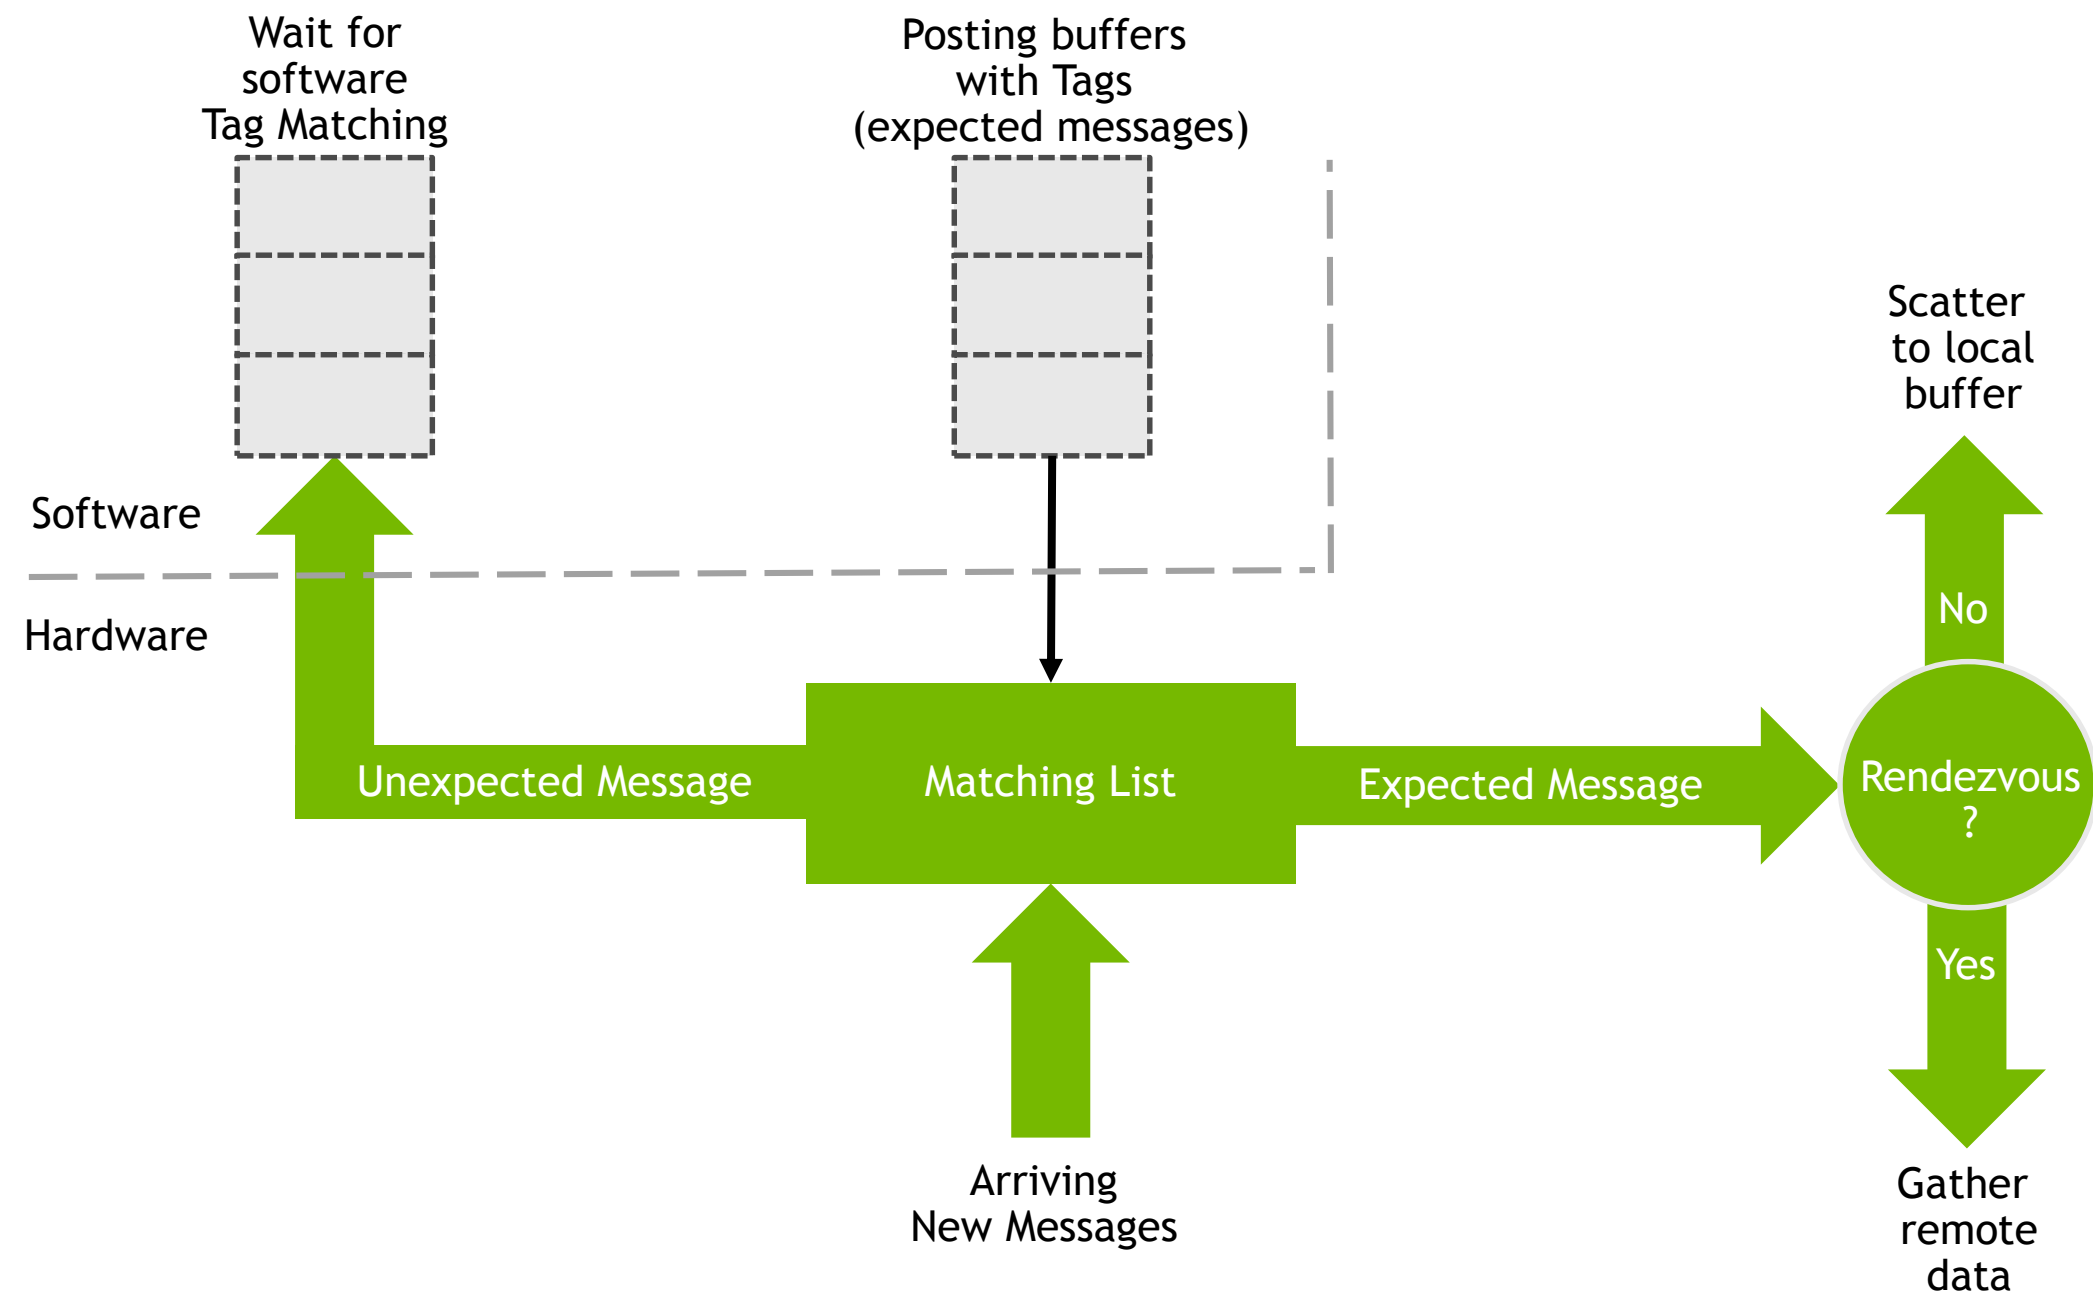 Wait for
software
Tag Matching
Posting buffers
with Tags
(expected messages)
Scatter
to local
buffer
Software
Hardware
No
Unexpected Message
Matching List
Expected Message
Rendezvous
?
Yes
Arriving
New Messages
Gather
remote
data